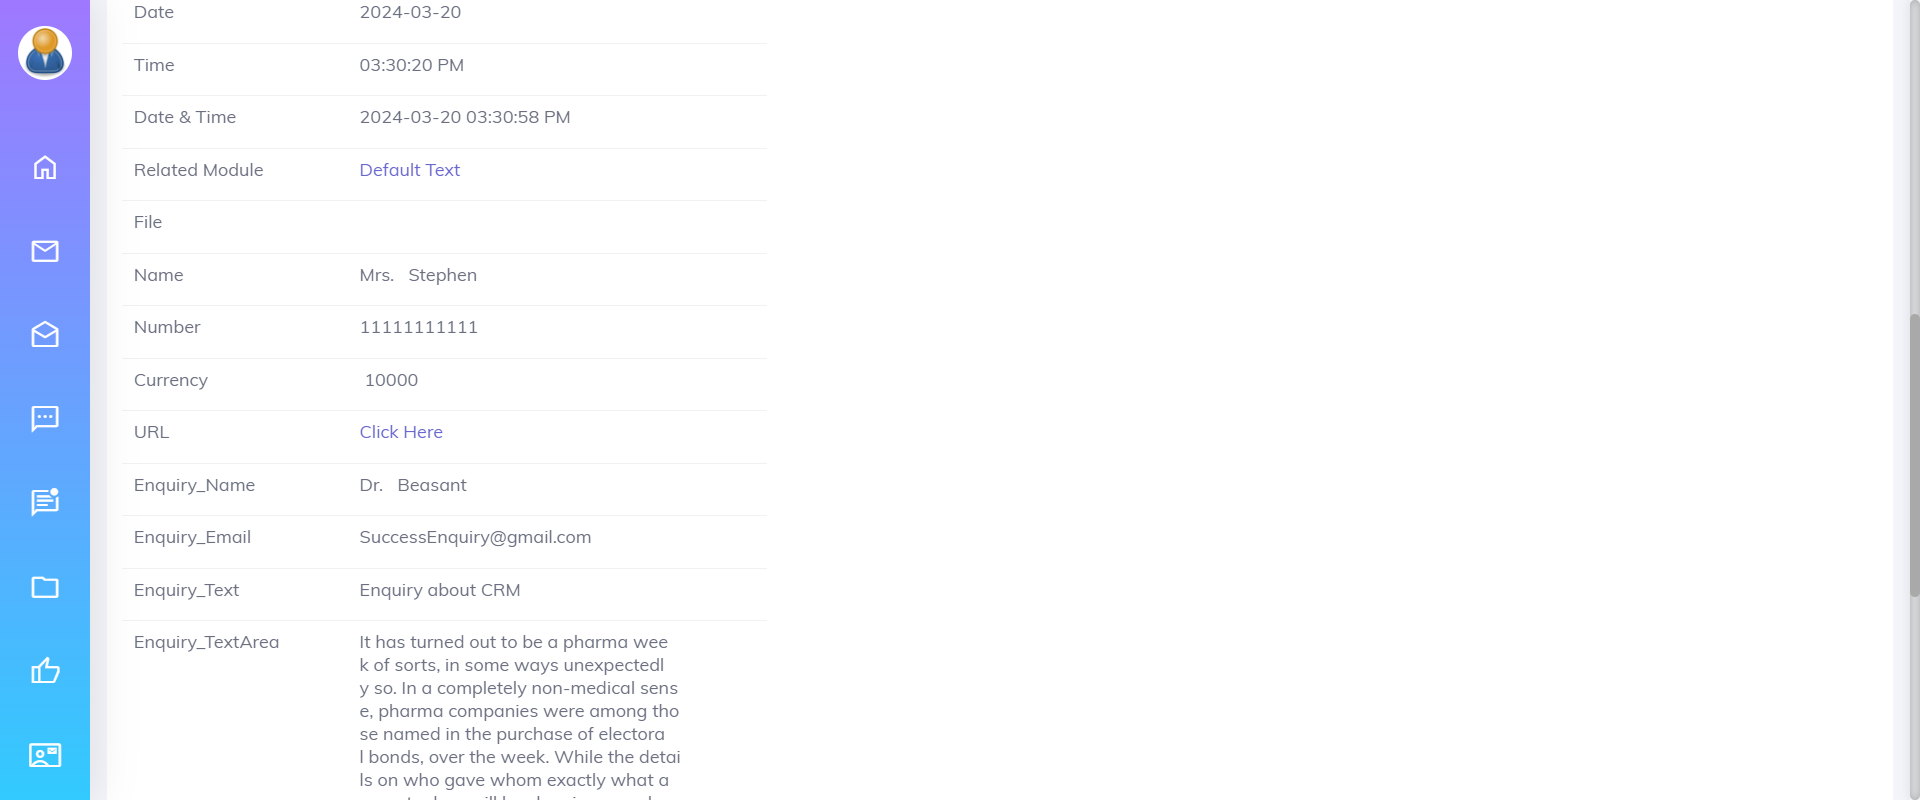 Date 2024-03-20
Time 03:30:20 PM
Date & Time 2024-03-20 03:30:58 PM
Related Module Default Text
File
Name Mrs. Stephen
Number 11111111111
Currency 10000
URL Click Here
Enquiry_Name Dr. Beasant
Enquiry_Email SuccessEnquiry@gmail.com
Enquiry_Text Enquiry about CRM
Enquiry_TextArea It has turned out to be a pharma wee
k of sorts, in some ways unexpectedl
y so. In a completely non-medical sens
e, pharma companies were among tho
se named in the purchase of electora
l bonds, over the week. While the detai
ls on who gave whom exactly what a